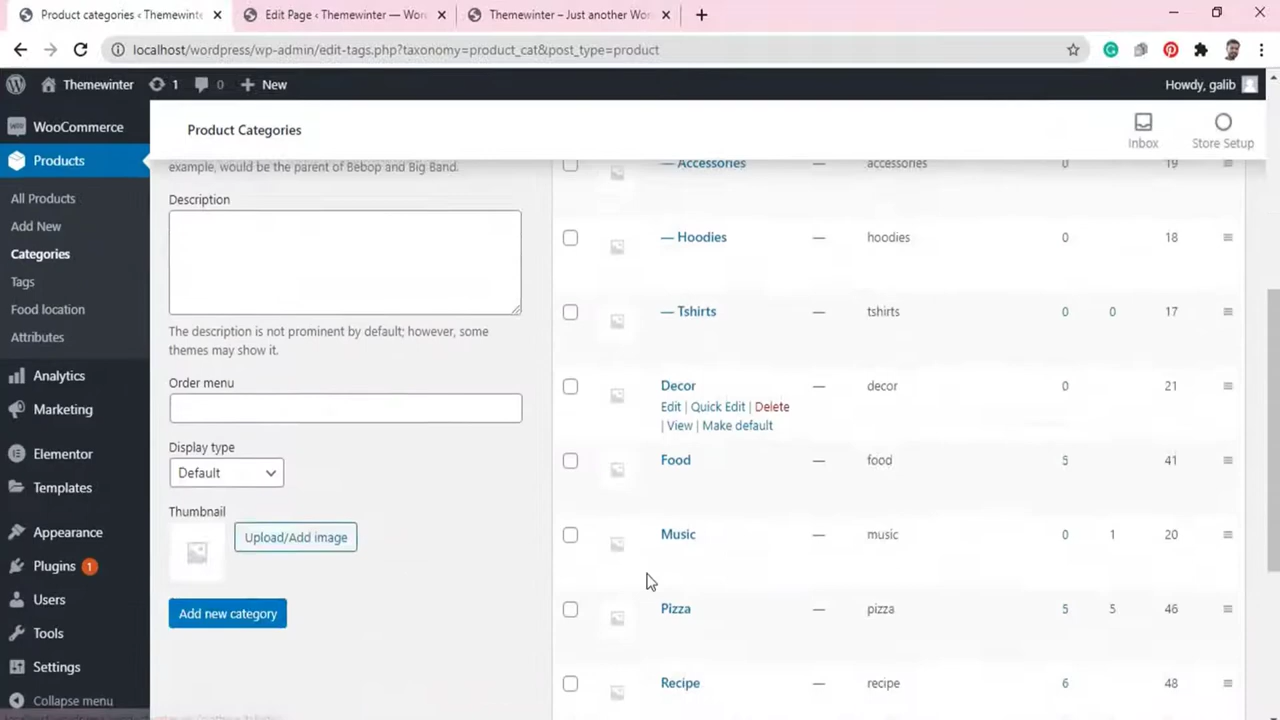 Product categories ‹ Themewinte
Edit Page ‹ Themewinter — Wor
Themewinter – Just another Wor
localhost/wordpress/wp-admin/edit-tags.php?taxonomy=product_cat&post_type=product
Themewinter
1
0
New
Howdy, galib
WooCommerce
Products
All Products
Add New
Categories
Tags
Food location
Attributes
Analytics
Marketing
Elementor
Templates
Appearance
Plugins 1
Users
Tools
Settings
Collapse menu
Product Categories
Inbox
Store Setup
example, would be the parent of Bebop and Big Band.
Description
The description is not prominent by default; however, some
themes may show it.
Order menu
Display type
Default
Thumbnail
Upload/Add image
Add new category
— Accessories — accessories 0 19
— Hoodies — hoodies 0 18
— Tshirts — tshirts 0 0 17
Decor — decor 0 21
Edit | Quick Edit | Delete
| View | Make default
Food — food 5 41
Music — music 0 1 20
Pizza — pizza 5 5 46
Recipe — recipe 6 48